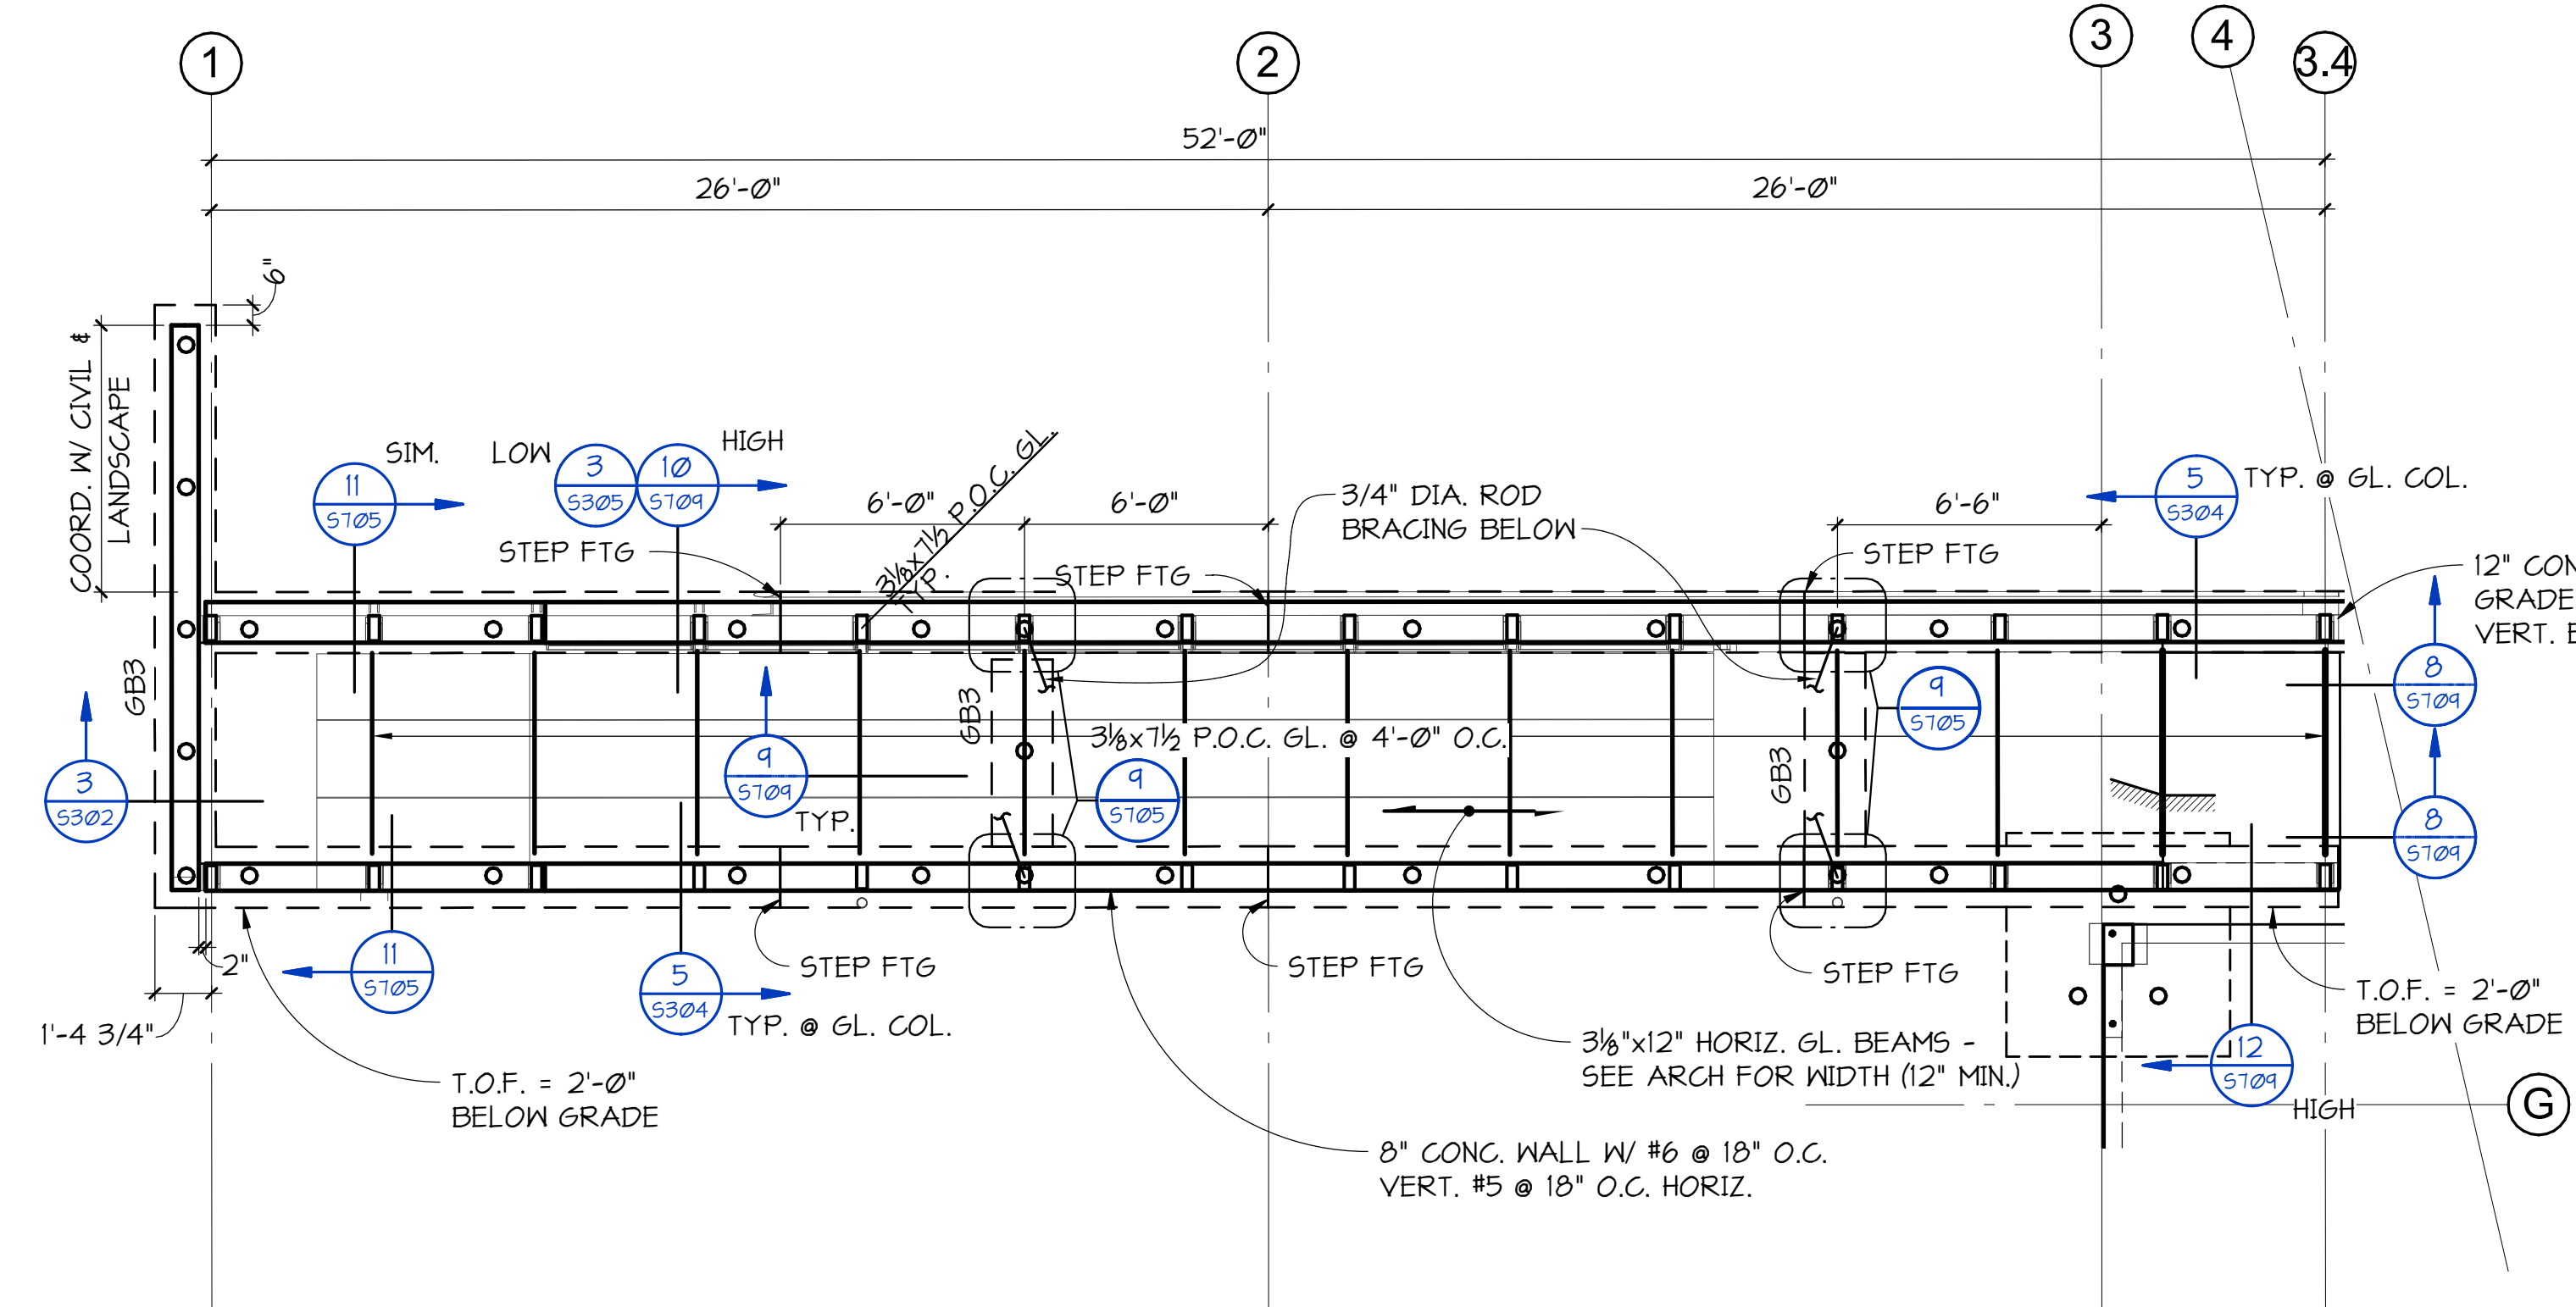 1
2
3
4
3.4
52'-0"
26'-0"
26'-0"
6"
COORD. W/ CIVIL &
LANDSCAPE
SIM.
11
S705
LOW
3
S305
10
S709
HIGH
STEP FTG
6'-0"
3⅛x7½ P.O.C. GL.
TYP.
6'-0"
STEP FTG
3/4" DIA. ROD
BRACING BELOW
6'-6"
STEP FTG
5
S304
TYP. @ GL. COL.
12" CON
GRADE
VERT.
8
S709
8
S709
GB3
3
S302
9
S709
TYP.
GB3
3⅛x7½ P.O.C. GL. @ 4'-0" O.C.
9
S705
GB3
9
S705
2"
1'-4 3/4"
11
S705
5
S304
TYP. @ GL. COL.
STEP FTG
STEP FTG
STEP FTG
T.O.F. = 2'-0"
BELOW GRADE
T.O.F. = 2'-0"
BELOW GRADE
3⅛"x12" HORIZ. GL. BEAMS -
SEE ARCH FOR WIDTH (12" MIN.)
12
S709
HIGH
G
8" CONC. WALL W/ #6 @ 18" O.C.
VERT. #5 @ 18" O.C. HORIZ.